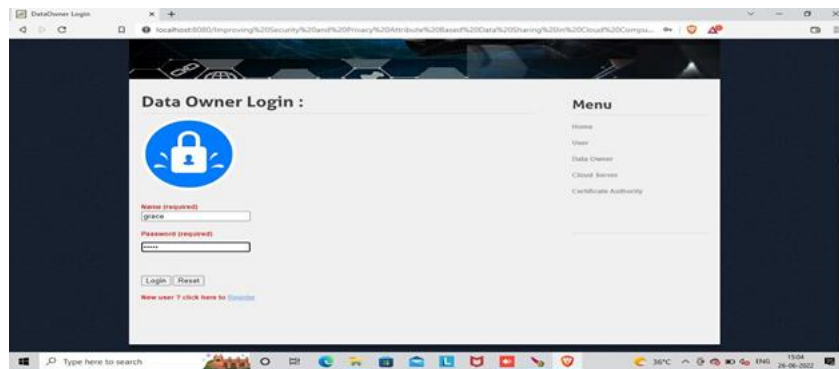 DataOwner Login
localhost:8080/Improving%20Security%20and%20Privacy%20Attribute%20Based%20Data%20Sharing%20in%20Cloud%20Compu...
Data Owner Login :
Name (required)
grace
Password (required)
•••••
Login Reset
New user ? click here to Register
Menu
Home
User
Data Owner
Cloud Server
Certificate Authority
Type here to search
36°C
ENG
15:04
26-06-2022